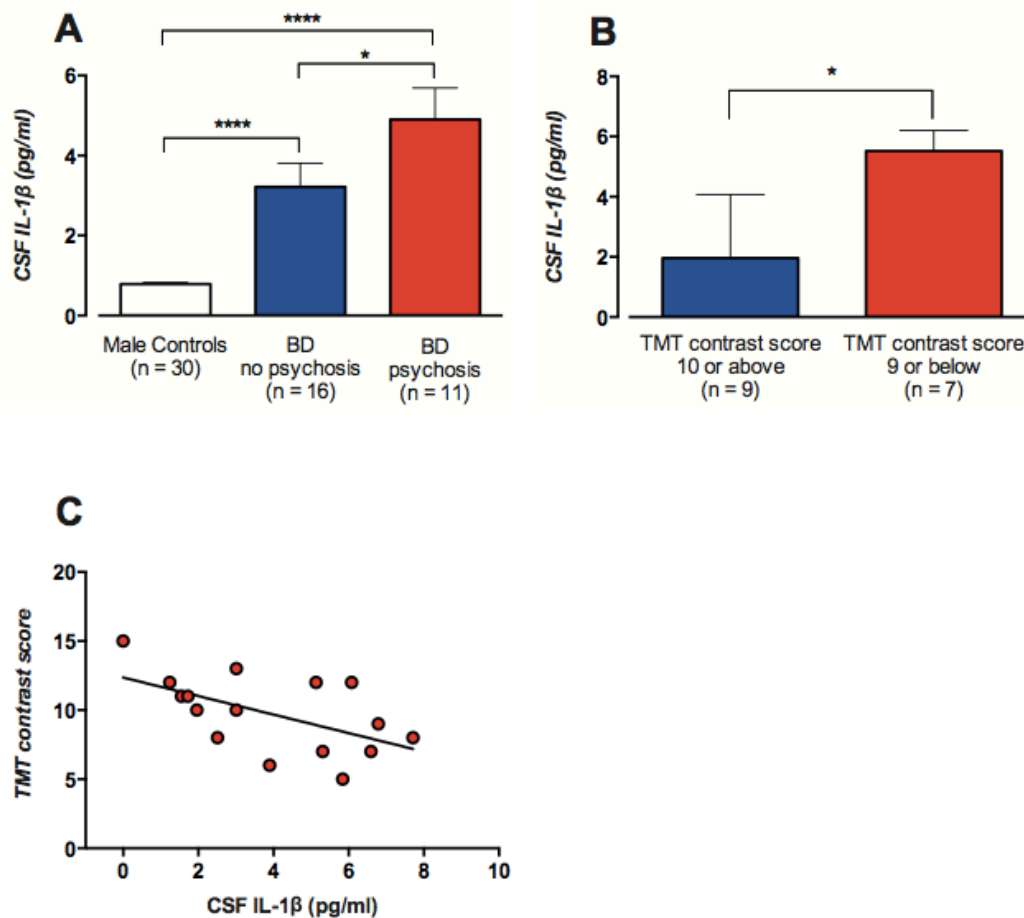 A
****
*
****
CSF IL-1β (pg/ml)
6
4
2
0
Male Controls
(n = 30)
BD
no psychosis
(n = 16)
BD
psychosis
(n = 11)
B
*
CSF IL-1β (pg/ml)
8
6
4
2
0
TMT contrast score
10 or above
(n = 9)
TMT contrast score
9 or below
(n = 7)
C
TMT contrast score
20
15
10
5
0
0 2 4 6 8 10
CSF IL-1β (pg/ml)